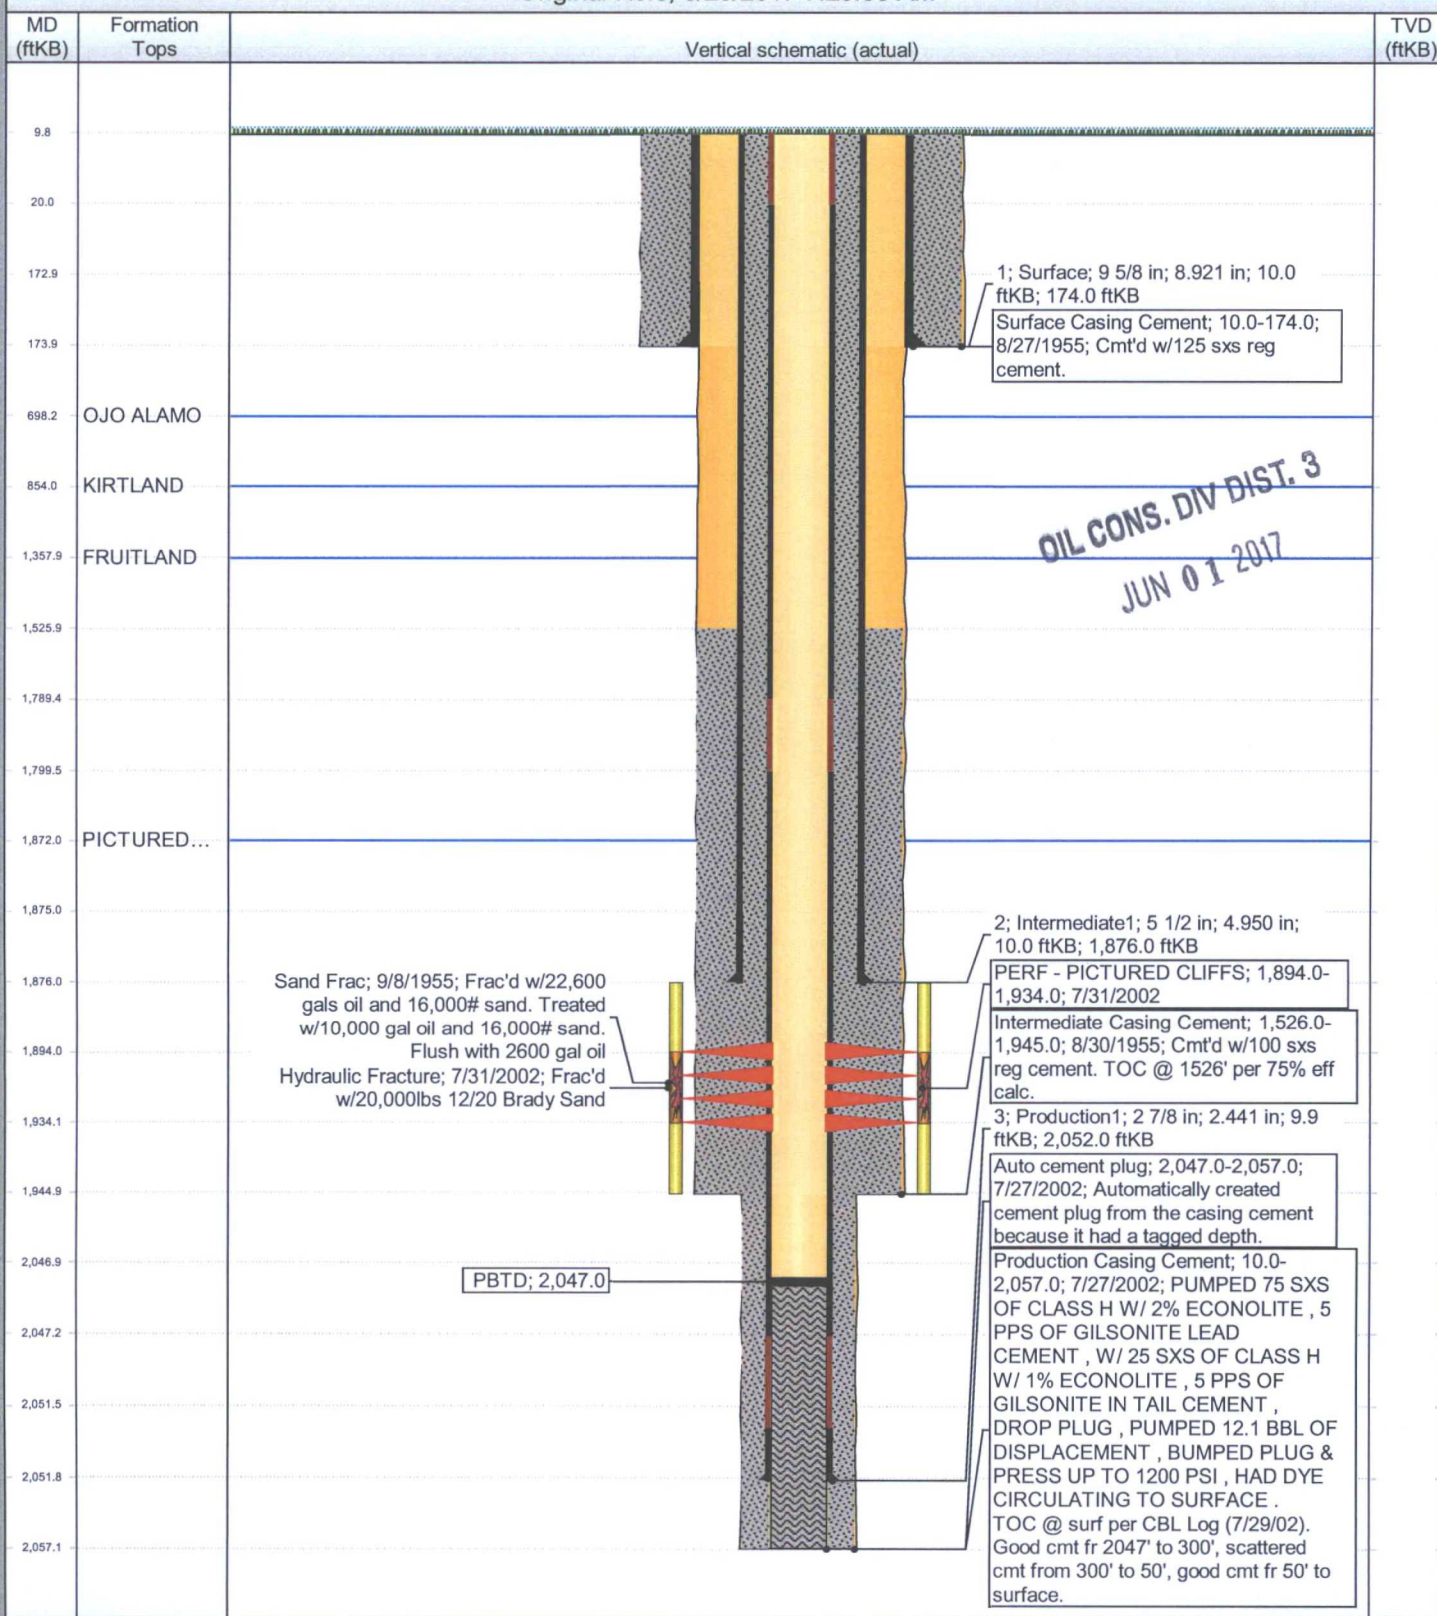 MD
(ftKB)
Formation
Tops
Vertical schematic (actual)
TVD
(ftKB)
9.8
20.0
172.9
173.9
698.2
OJO ALAMO
854.0
KIRTLAND
1,357.9
FRUITLAND
1,525.9
1,789.4
1,799.5
1,872.0
PICTURED...
1,875.0
1,876.0
1,894.0
1,934.1
1,944.9
2,046.9
2,047.2
2,051.5
2,051.8
2,057.1
1; Surface; 9 5/8 in; 8.921 in; 10.0
ftKB; 174.0 ftKB
Surface Casing Cement; 10.0-174.0;
8/27/1955; Cmt'd w/125 sxs reg
cement.
OIL CONS. DIV DIST. 3
JUN 01 2017
2; Intermediate1; 5 1/2 in; 4.950 in;
10.0 ftKB; 1,876.0 ftKB
Sand Frac; 9/8/1955; Frac'd w/22,600
gals oil and 16,000# sand. Treated
w/10,000 gal oil and 16,000# sand.
Flush with 2600 gal oil
Hydraulic Fracture; 7/31/2002; Frac'd
w/20,000lbs 12/20 Brady Sand
PERF - PICTURED CLIFFS; 1,894.0-
1,934.0; 7/31/2002
Intermediate Casing Cement; 1,526.0-
1,945.0; 8/30/1955; Cmt'd w/100 sxs
reg cement. TOC @ 1526' per 75% eff
calc.
3; Production1; 2 7/8 in; 2.441 in; 9.9
ftKB; 2,052.0 ftKB
Auto cement plug; 2,047.0-2,057.0;
7/27/2002; Automatically created
cement plug from the casing cement
because it had a tagged depth.
PBTD; 2,047.0
Production Casing Cement; 10.0-
2,057.0; 7/27/2002; PUMPED 75 SXS
OF CLASS H W/ 2% ECONOLITE , 5
PPS OF GILSONITE LEAD
CEMENT , W/ 25 SXS OF CLASS H
W/ 1% ECONOLITE , 5 PPS OF
GILSONITE IN TAIL CEMENT ,
DROP PLUG , PUMPED 12.1 BBL OF
DISPLACEMENT , BUMPED PLUG &
PRESS UP TO 1200 PSI , HAD DYE
CIRCULATING TO SURFACE .
TOC @ surf per CBL Log (7/29/02).
Good cmt fr 2047' to 300', scattered
cmt from 300' to 50', good cmt fr 50' to
surface.